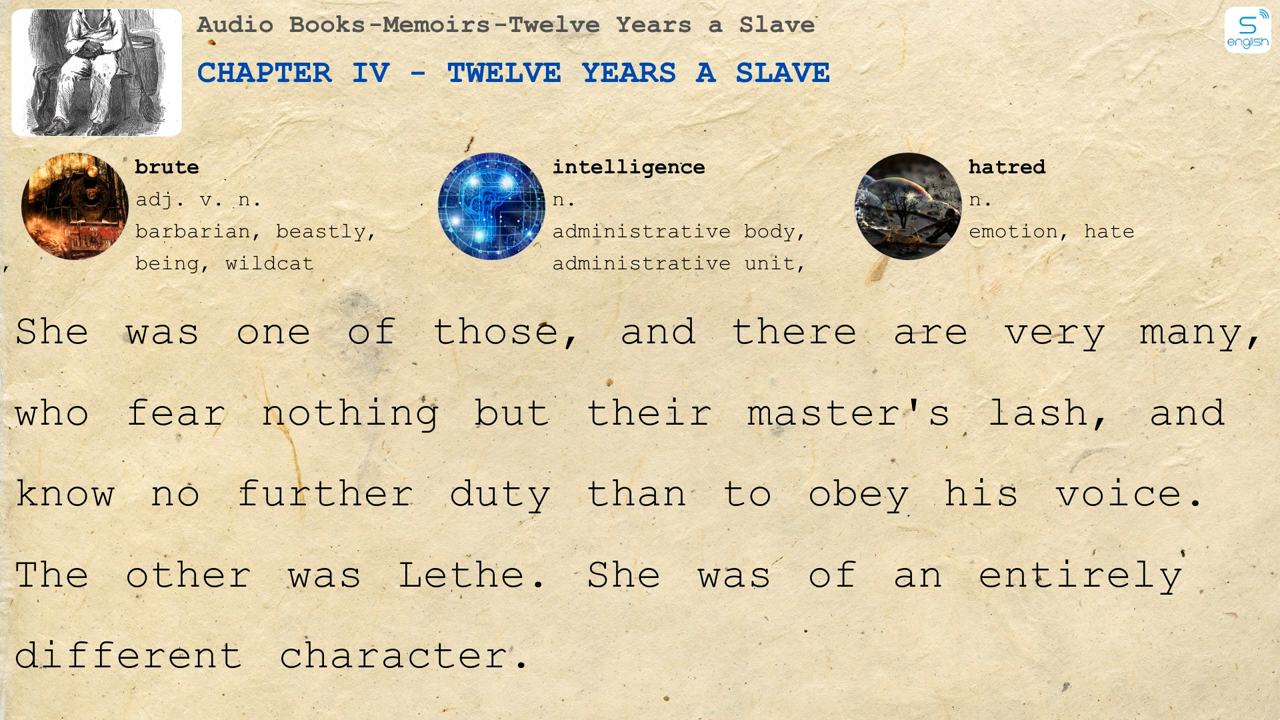 Audio Books-Memoirs-Twelve Years a Slave
CHAPTER IV - TWELVE YEARS A SLAVE
S
english
brute
adj. v. n.
barbarian, beastly,
being, wildcat
intelligence
n.
administrative body,
administrative unit,
hatred
n.
emotion, hate
,
She was one of those, and there are very many,
who fear nothing but their master's lash, and
know no further duty than to obey his voice.
The other was Lethe. She was of an entirely
different character.